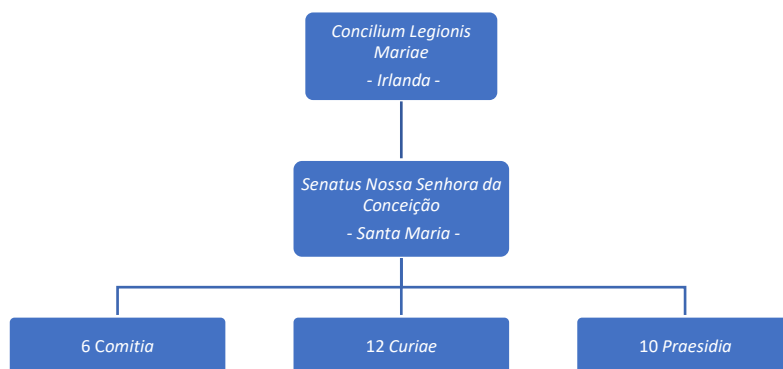 Concilium Legionis
Mariae
- Irlanda -
Senatus Nossa Senhora da
Conceição
- Santa Maria -
6 Comitia
12 Curiae
10 Praesidia